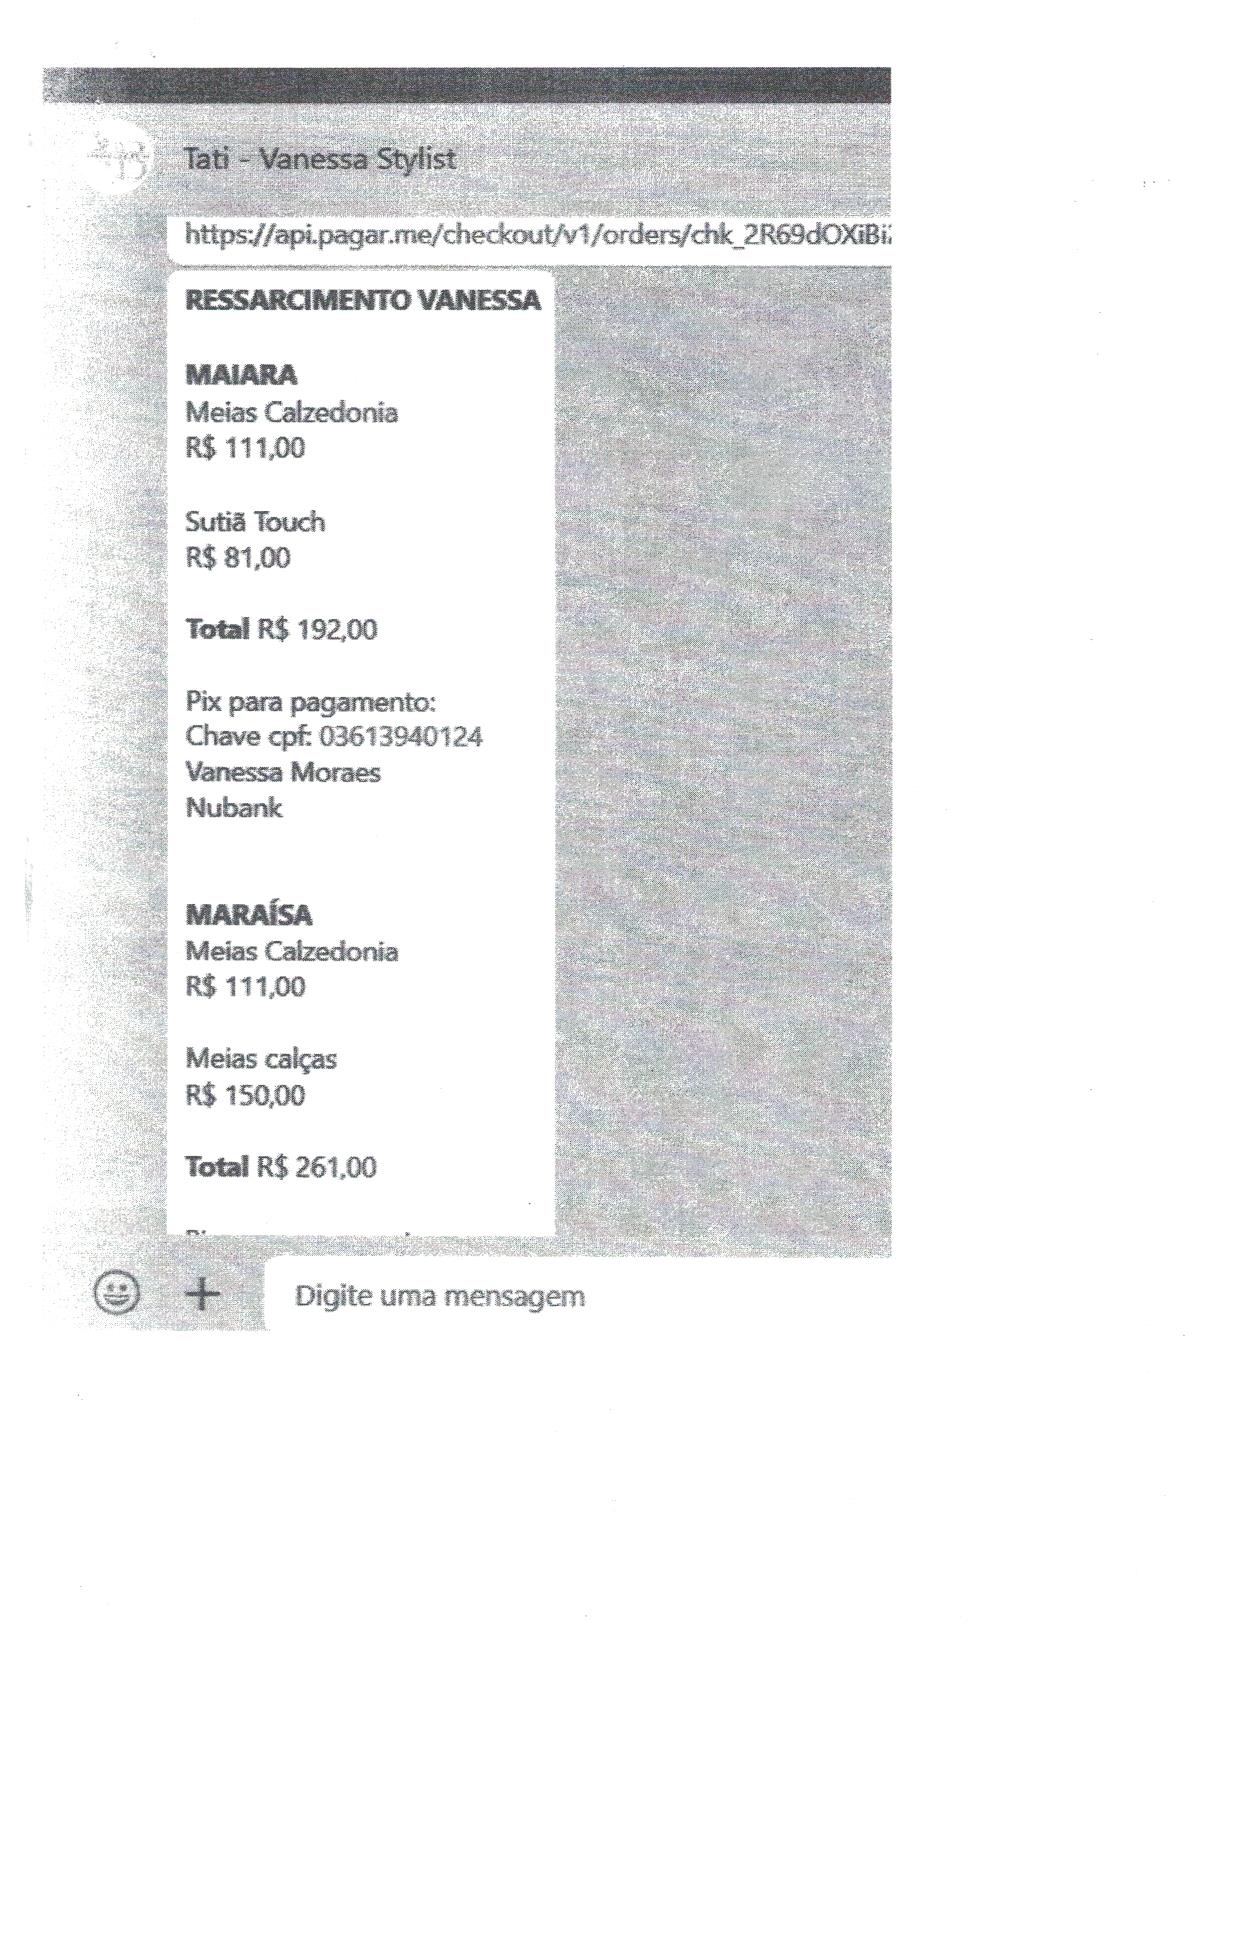 Tati - Vanessa Stylist
https://api.pagar.me/checkout/v1/orders/chk_2R69dOXiBi
RESSARCIMENTO VANESSA
MAIARA
Meias Calzedonia
R$ 111,00
Sutiã Touch
R$ 81,00
Total R$ 192,00
Pix para pagamento:
Chave cpf: 03613940124
Vanessa Moraes
Nubank
MARAÍSA
Meias Calzedonia
R$ 111,00
Meias calças
R$ 150,00
Total R$ 261,00
Digite uma mensagem